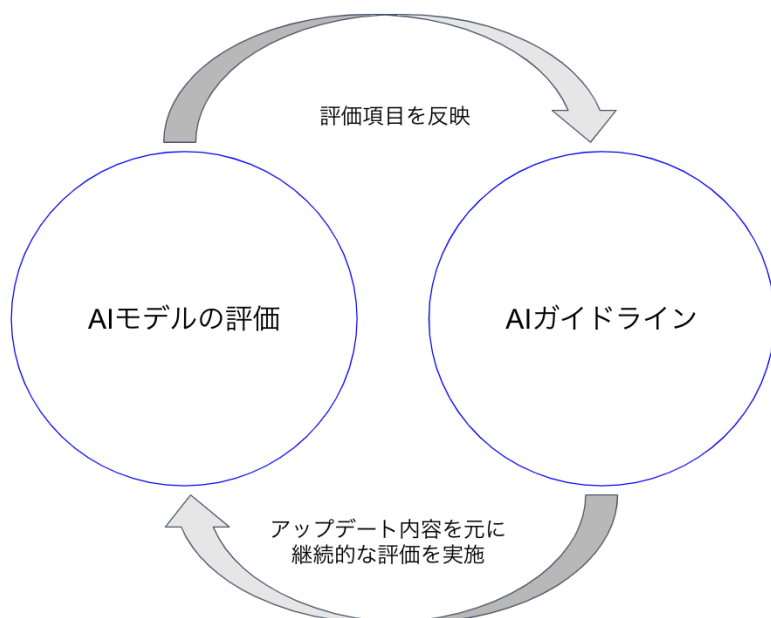 評価項目を反映
AIモデルの評価
AIガイドライン
アップデート内容を元に
継続的な評価を実施